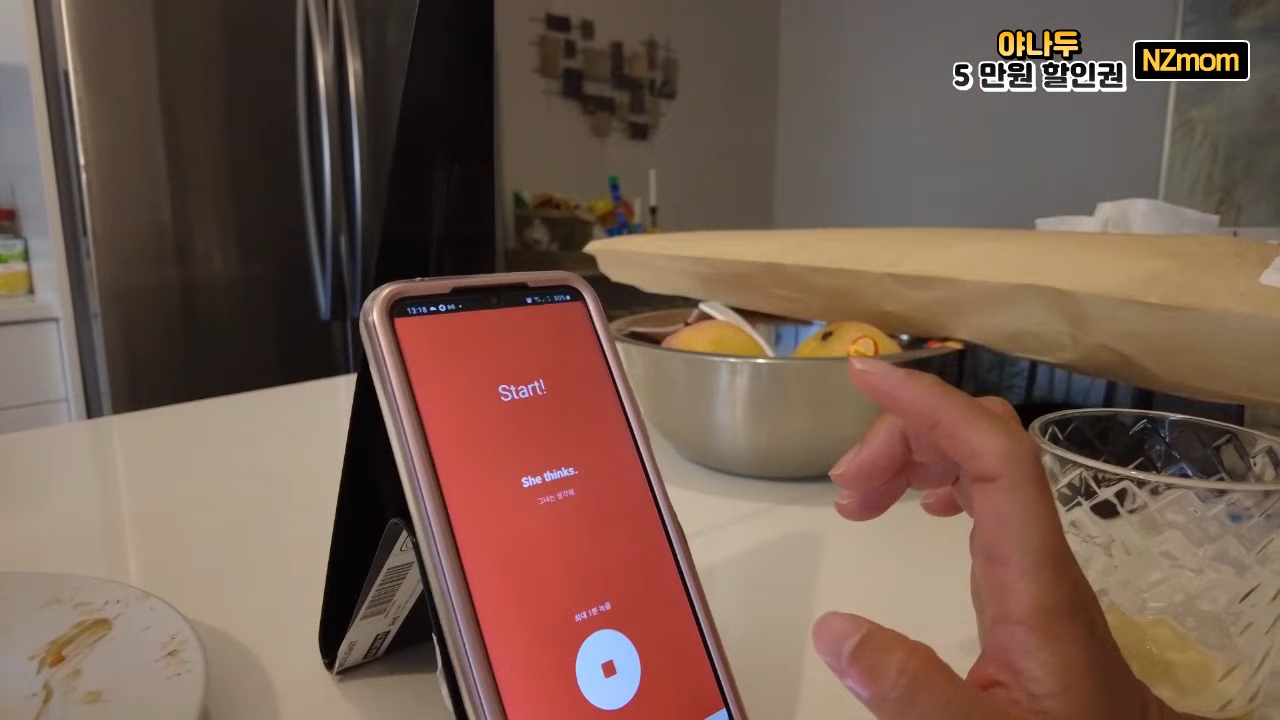 야나두
5 만원 할인권
NZmom
13:18
90%
Start!
She thinks.
그녀는 생각해.
최대 1분 녹음